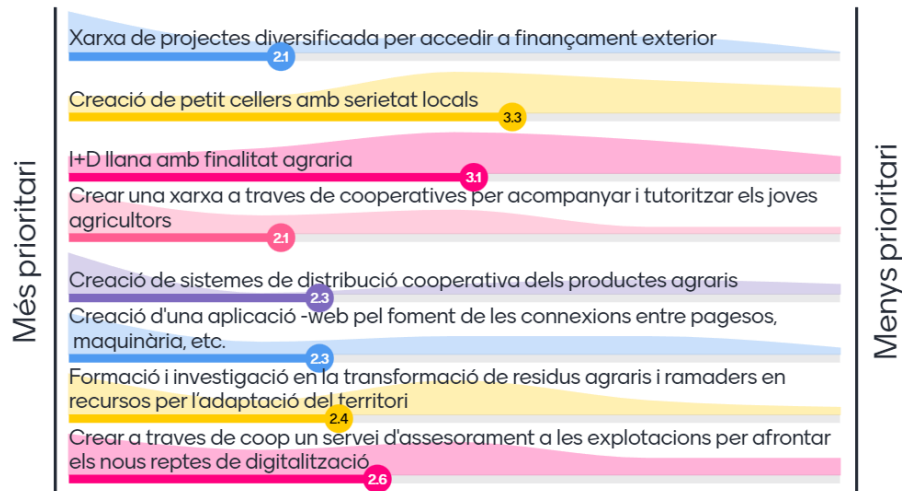 Més prioritari
Xarxa de projectes diversificada per accedir a finançament exterior
2.1
Creació de petit cellers amb serietat locals
3.3
I+D llana amb finalitat agraria
3.1
Crear una xarxa a traves de cooperatives per acompanyar i tutoritzar els joves
agricultors
2.1
Creació de sistemes de distribució cooperativa dels productes agraris
2.3
Creació d'una aplicació -web pel foment de les connexions entre pagesos,
maquinària, etc.
2.3
Formació i investigació en la transformació de residus agraris i ramaders en
recursos per l'adaptació del territori
2.4
Crear a traves de coop un servei d'assesorament a les explotacions per afrontar
els nous reptes de digitalització
2.6
Menys prioritari